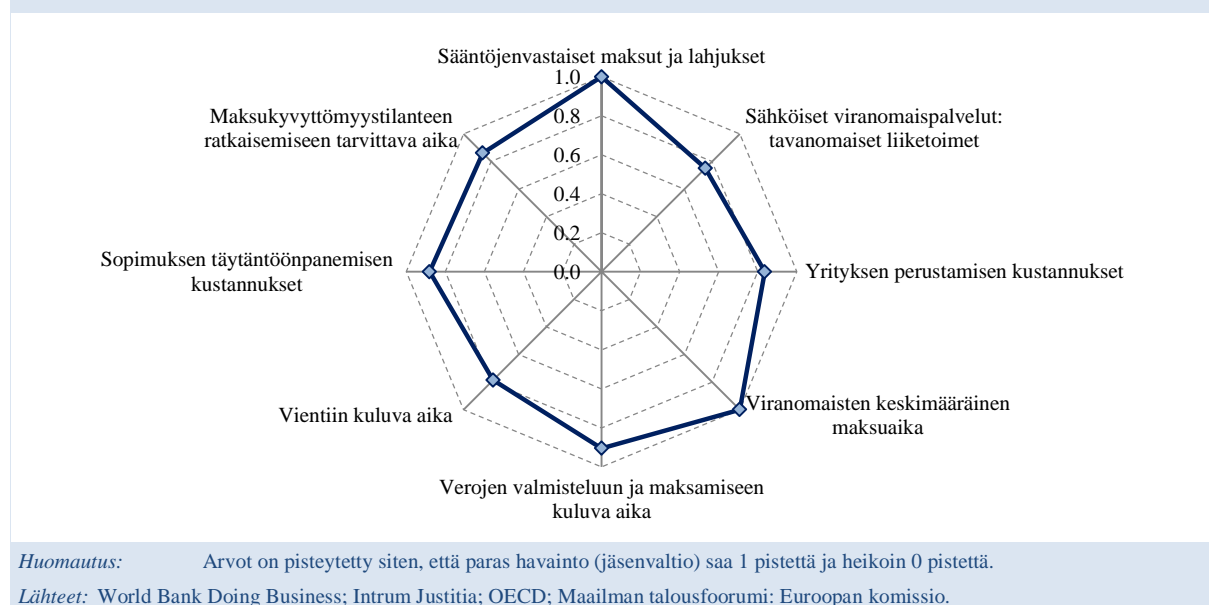 Sääntöjenvastaiset maksut ja lahjukset
1.0
0.8
0.6
0.4
0.2
0.0
Sähköiset viranomaispalvelut:
tavanomaiset liiketoimet
Yrityksen perustamisen kustannukset
Viranomaisten keskimääräinen
maksuaika
Verojen valmisteluun ja maksamiseen
kuluva aika
Vientiin kuluva aika
Sopimuksen täytäntöönpanemisen
kustannukset
Maksukyvyttömyystilanteen
ratkaisemiseen tarvittava aika
Huomautus: Arvot on pisteytetty siten, että paras havainto (jäsenvaltio) saa 1 pistettä ja heikoin 0 pistettä.
Lähteet: World Bank Doing Business; Intrum Justitia; OECD; Maailman talousfoorumi; Euroopan komissio.